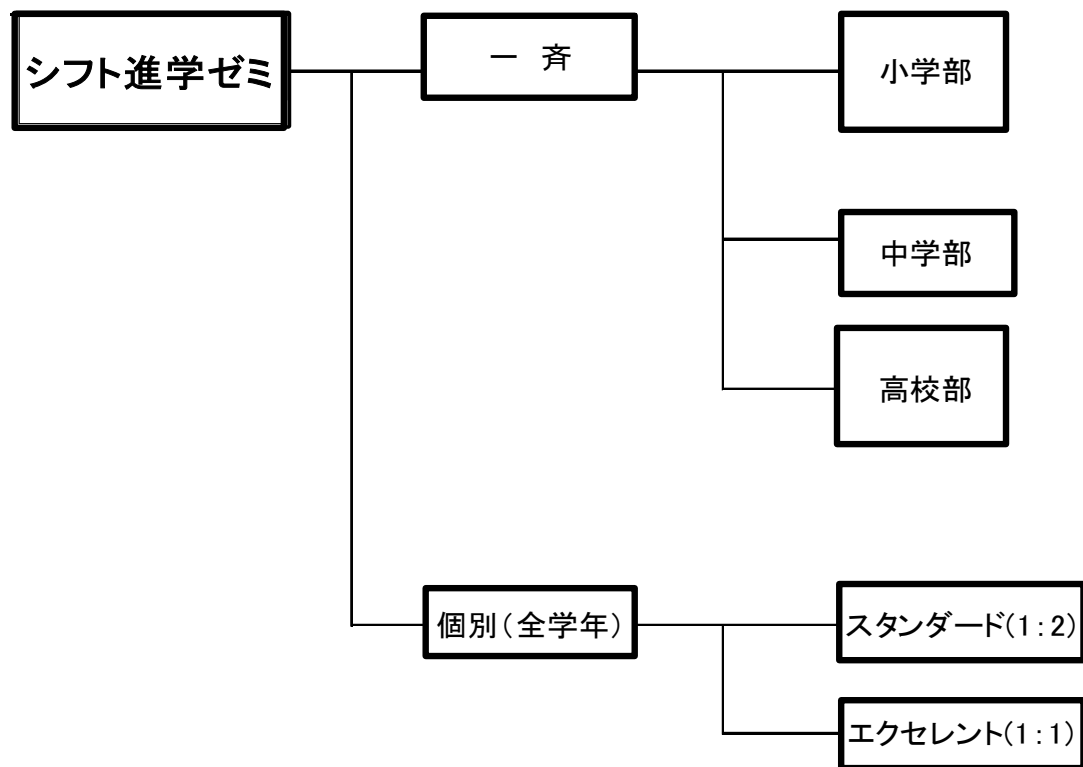 シフト進学ゼミ
一 斉
小学部
中学部
高校部
個別(全学年)
スタンダード(1:2)
エクセレント(1:1)